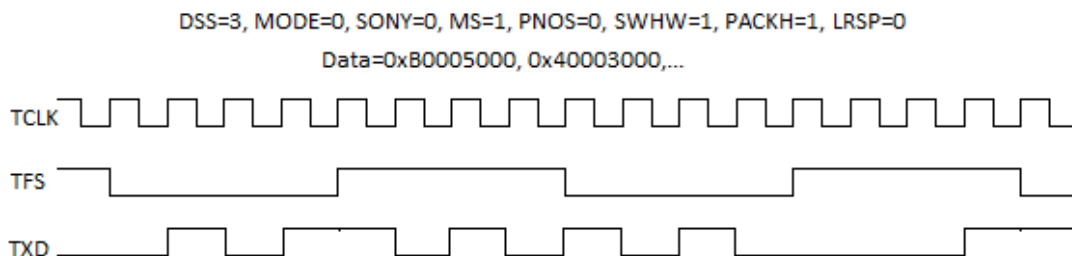 DSS=3, MODE=0, SONY=0, MS=1, PNOS=0, SWHW=1, PACKH=1, LRSP=0
Data=0xB0005000, 0x40003000,...
TCLK
TFS
TXD